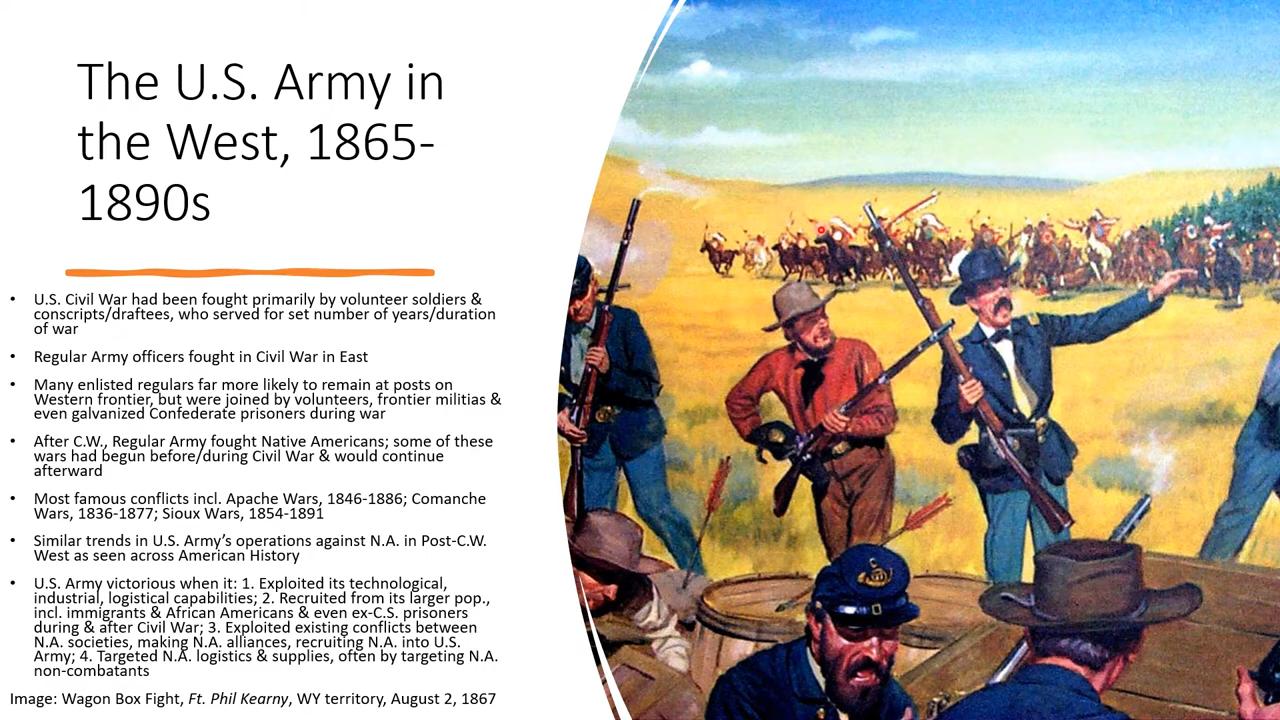 The U.S. Army in
the West, 1865-
1890s
• U.S. Civil War had been fought primarily by volunteer soldiers &
conscripts/draftees, who served for set number of years/duration
of war
• Regular Army officers fought in Civil War in East
• Many enlisted regulars far more likely to remain at posts on
Western frontier, but were joined by volunteers, frontier militias &
even galvanized Confederate prisoners during war
• After C.W., Regular Army fought Native Americans; some of these
wars had begun before/during Civil War & would continue
afterward
• Most famous conflicts incl. Apache Wars, 1846-1886; Comanche
Wars, 1836-1877; Sioux Wars, 1854-1891
• Similar trends in U.S. Army’s operations against N.A. in Post-C.W.
West as seen across American History
• U.S. Army victorious when it: 1. Exploited its technological,
industrial, logistical capabilities; 2. Recruited from its larger pop.,
incl. immigrants & African Americans & even ex-C.S. prisoners
during & after Civil War; 3. Exploited existing conflicts between
N.A. societies, making N.A. alliances, recruiting N.A. into U.S.
Army; 4. Targeted N.A. logistics & supplies, often by targeting N.A.
non-combatants
Image: Wagon Box Fight, Ft. Phil Kearny, WY territory, August 2, 1867